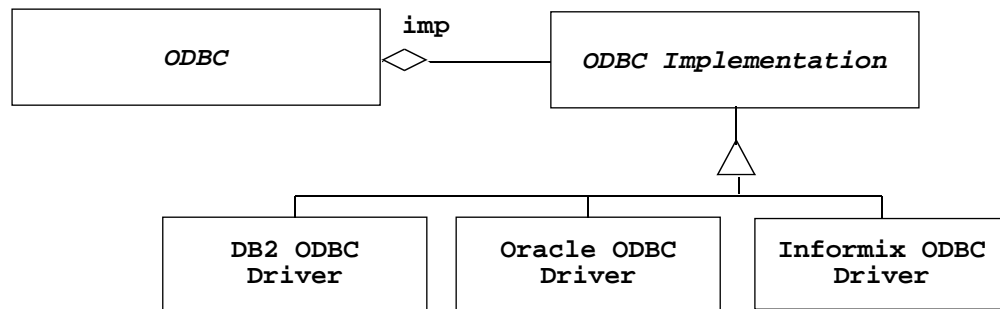 imp
ODBC
ODBC Implementation
DB2 ODBC
Driver
Oracle ODBC
Driver
Informix ODBC
Driver